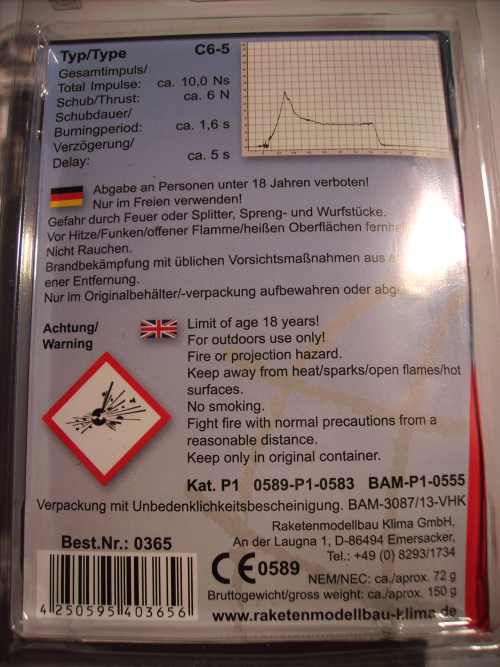 Typ/Type C6-5
Gesamtimpuls/
Total Impulse: ca. 10,0 Ns
Schub/Thrust: ca. 6 N
Schubdauer/
Burningperiod: ca. 1,6 s
Verzögerung/
Delay: ca. 5 s
Abgabe an Personen unter 18 Jahren verboten!
Nur im Freien verwenden!
Gefahr durch Feuer oder Splitter, Spreng- und Wurfstücke.
Vor Hitze/Funken/offener Flamme/heißen Oberflächen
Nicht Rauchen.
Brandbekämpfung mit üblichen Vorsichtsmaßnahmen aus
ener Entfernung.
Nur im Originalbehälter/-verpackung aufbewahren oder
Achtung/
Warning
Limit of age 18 years!
For outdoors use only!
Fire or projection hazard.
Keep away from heat/sparks/open flames/hot
surfaces.
No smoking.
Fight fire with normal precautions from a
reasonable distance.
Keep only in original container.
Kat. P1 0589-P1-0583 BAM-P1-0555
Verpackung mit Unbedenklichkeitsbescheinigung. BAM-3087/13-VHK
Raketenmodellbau Klima GmbH,
An der Laugna 1, D-86494 Emersacker,
Tel.: +49 (0) 8293/1734
Best.Nr.: 0365
CE 0589
NEM/NEC: ca./aprox. 72 g
Bruttogewicht/gross weight: ca./aprox. 150 g
4 250595 403656
www.raketenmodellbau-klima.de